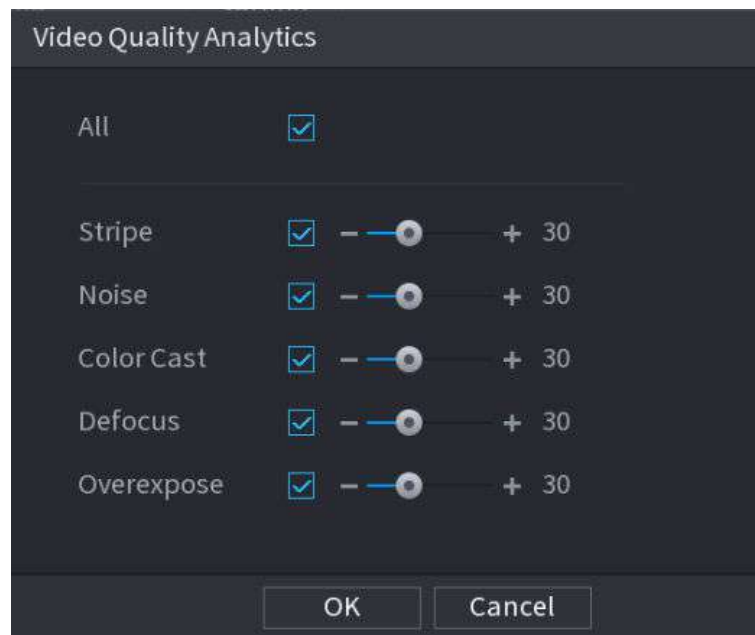 Video Quality Analytics
All
Stripe − + 30
Noise − + 30
Color Cast − + 30
Defocus − + 30
Overexpose − + 30
OK Cancel